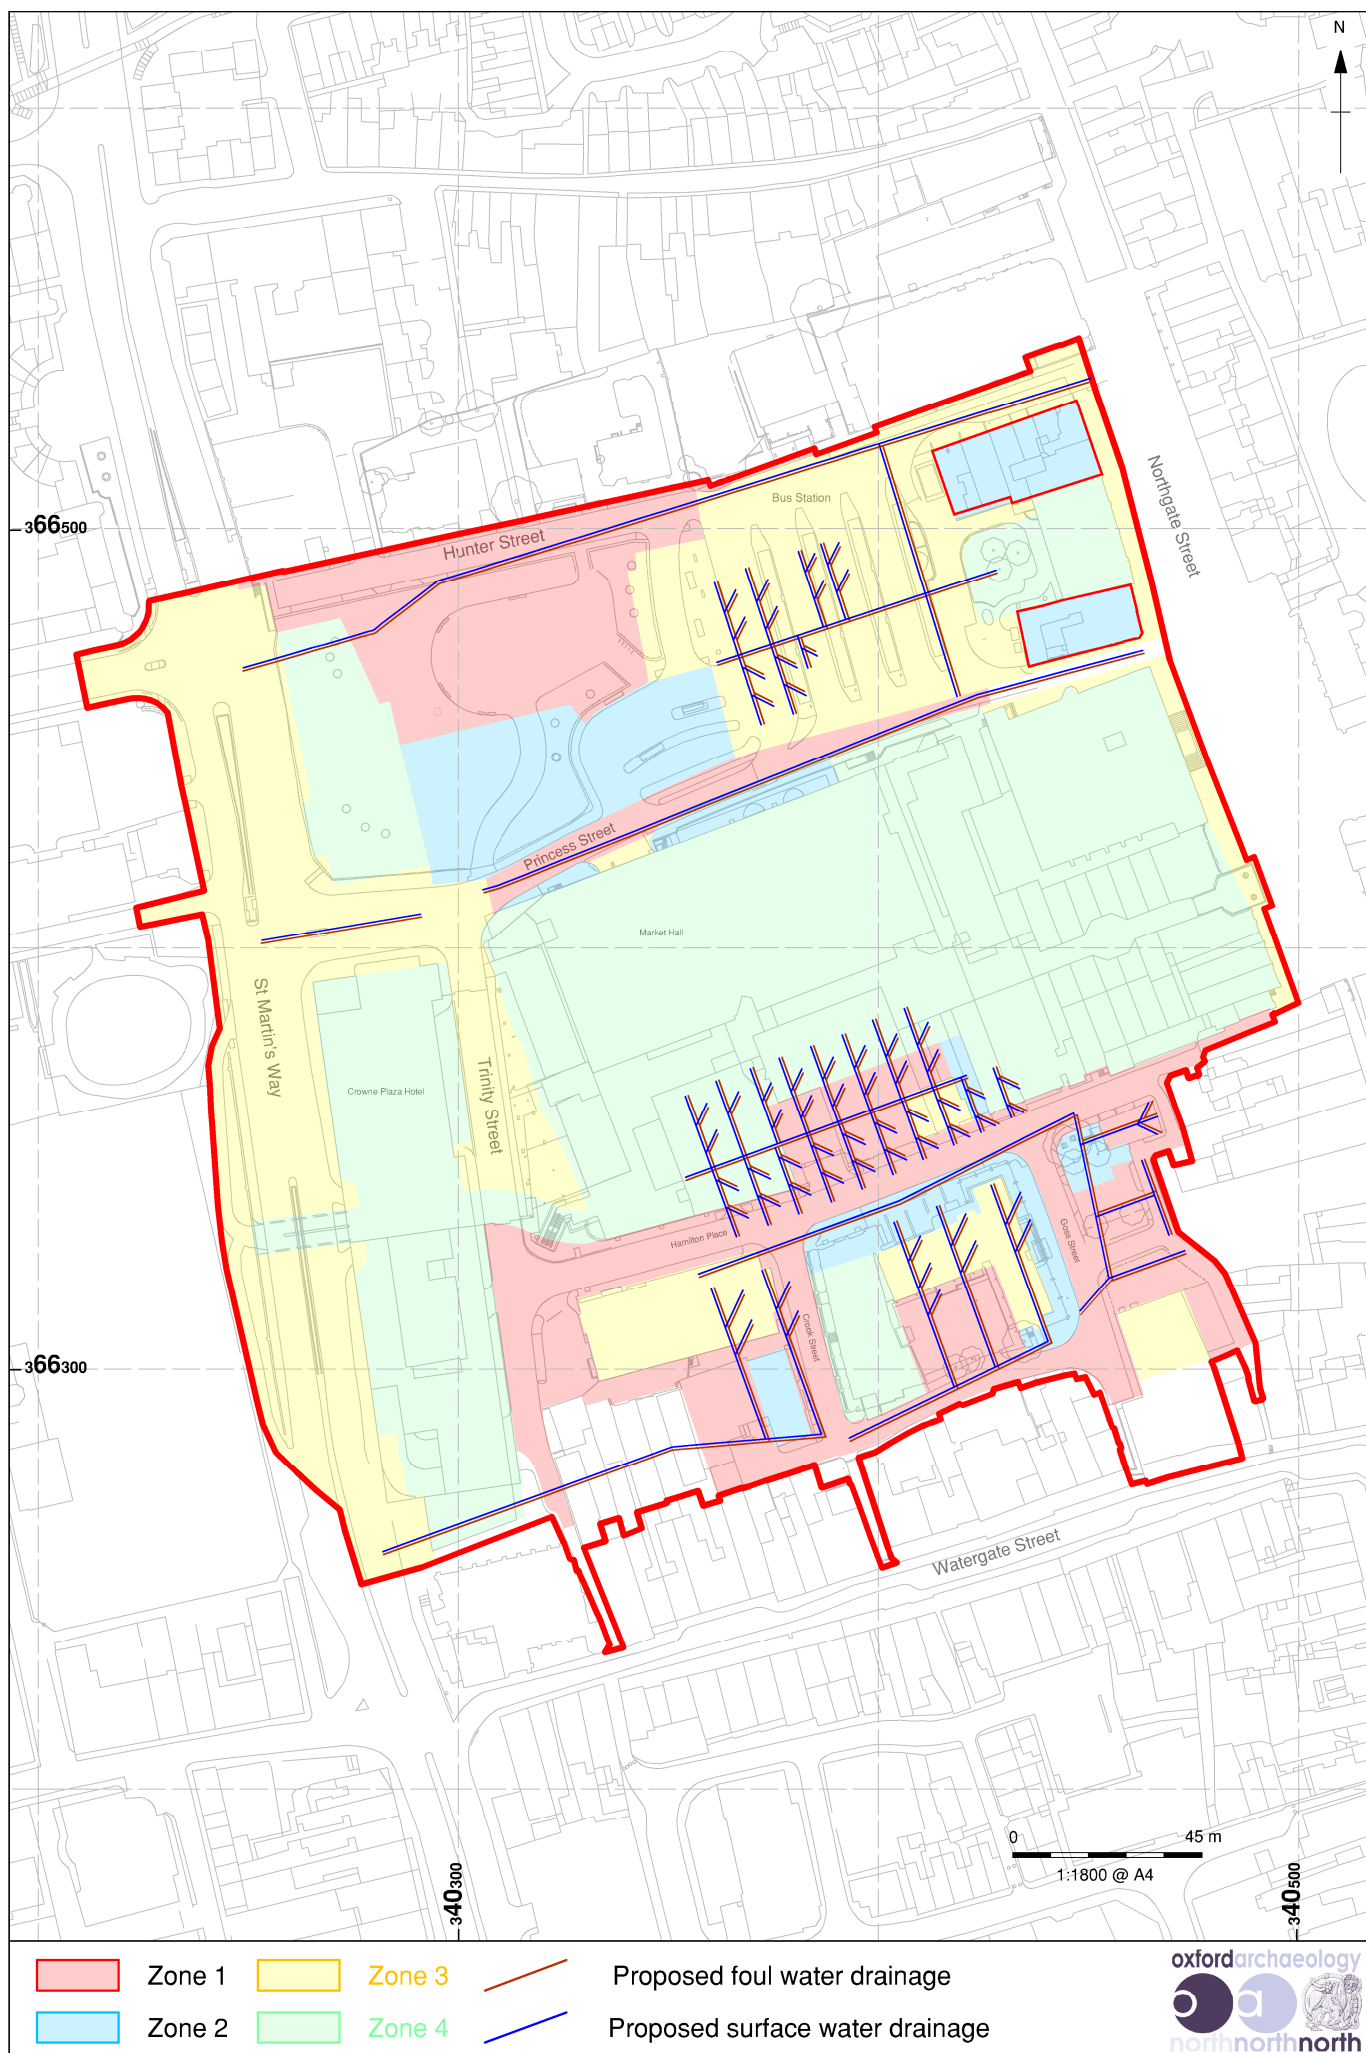 N
Northgate Street
Bus Station
366500
Hunter Street
Princess Street
Market Hall
St Martin's Way
Trinity Street
Crowne Plaza Hotel
Hamilton Place
Goss Street
Crook Street
366300
Watergate Street
0 45 m
1:1800 @ A4
340300
340500
Zone 1
Zone 3
Proposed foul water drainage
Zone 2
Zone 4
Proposed surface water drainage
oxfordarchaeology
oa
northnorthnorth